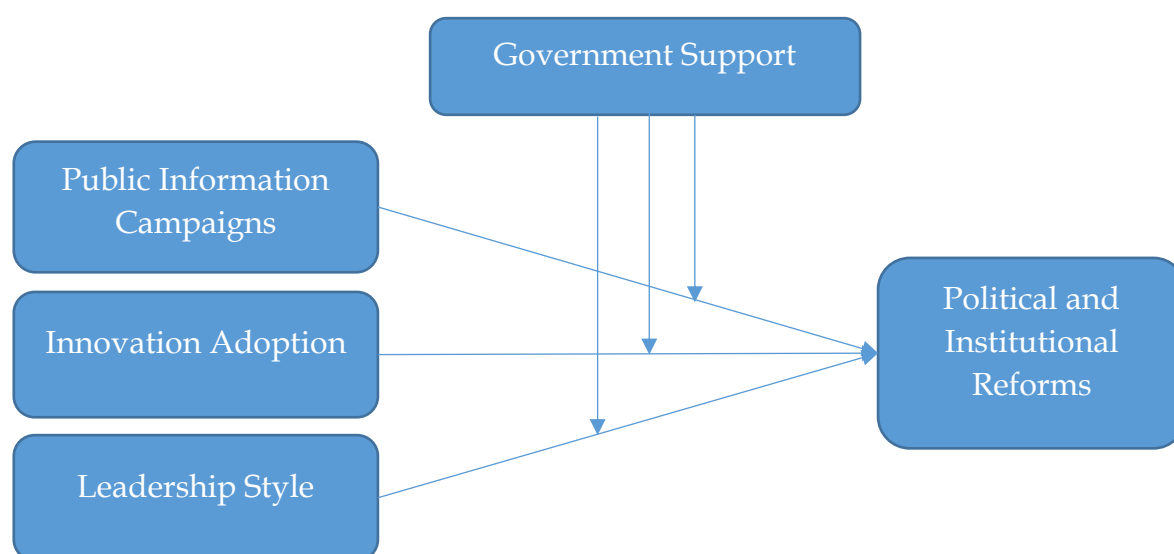 Government Support
Public Information
Campaigns
Innovation Adoption
Leadership Style
Political and
Institutional
Reforms